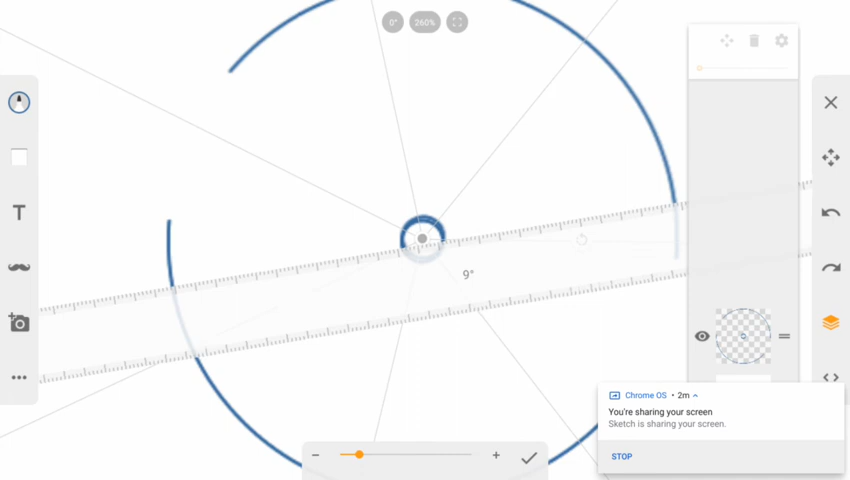 0°
260%
T
9°
Chrome OS • 2m
You're sharing your screen
Sketch is sharing your screen.
STOP